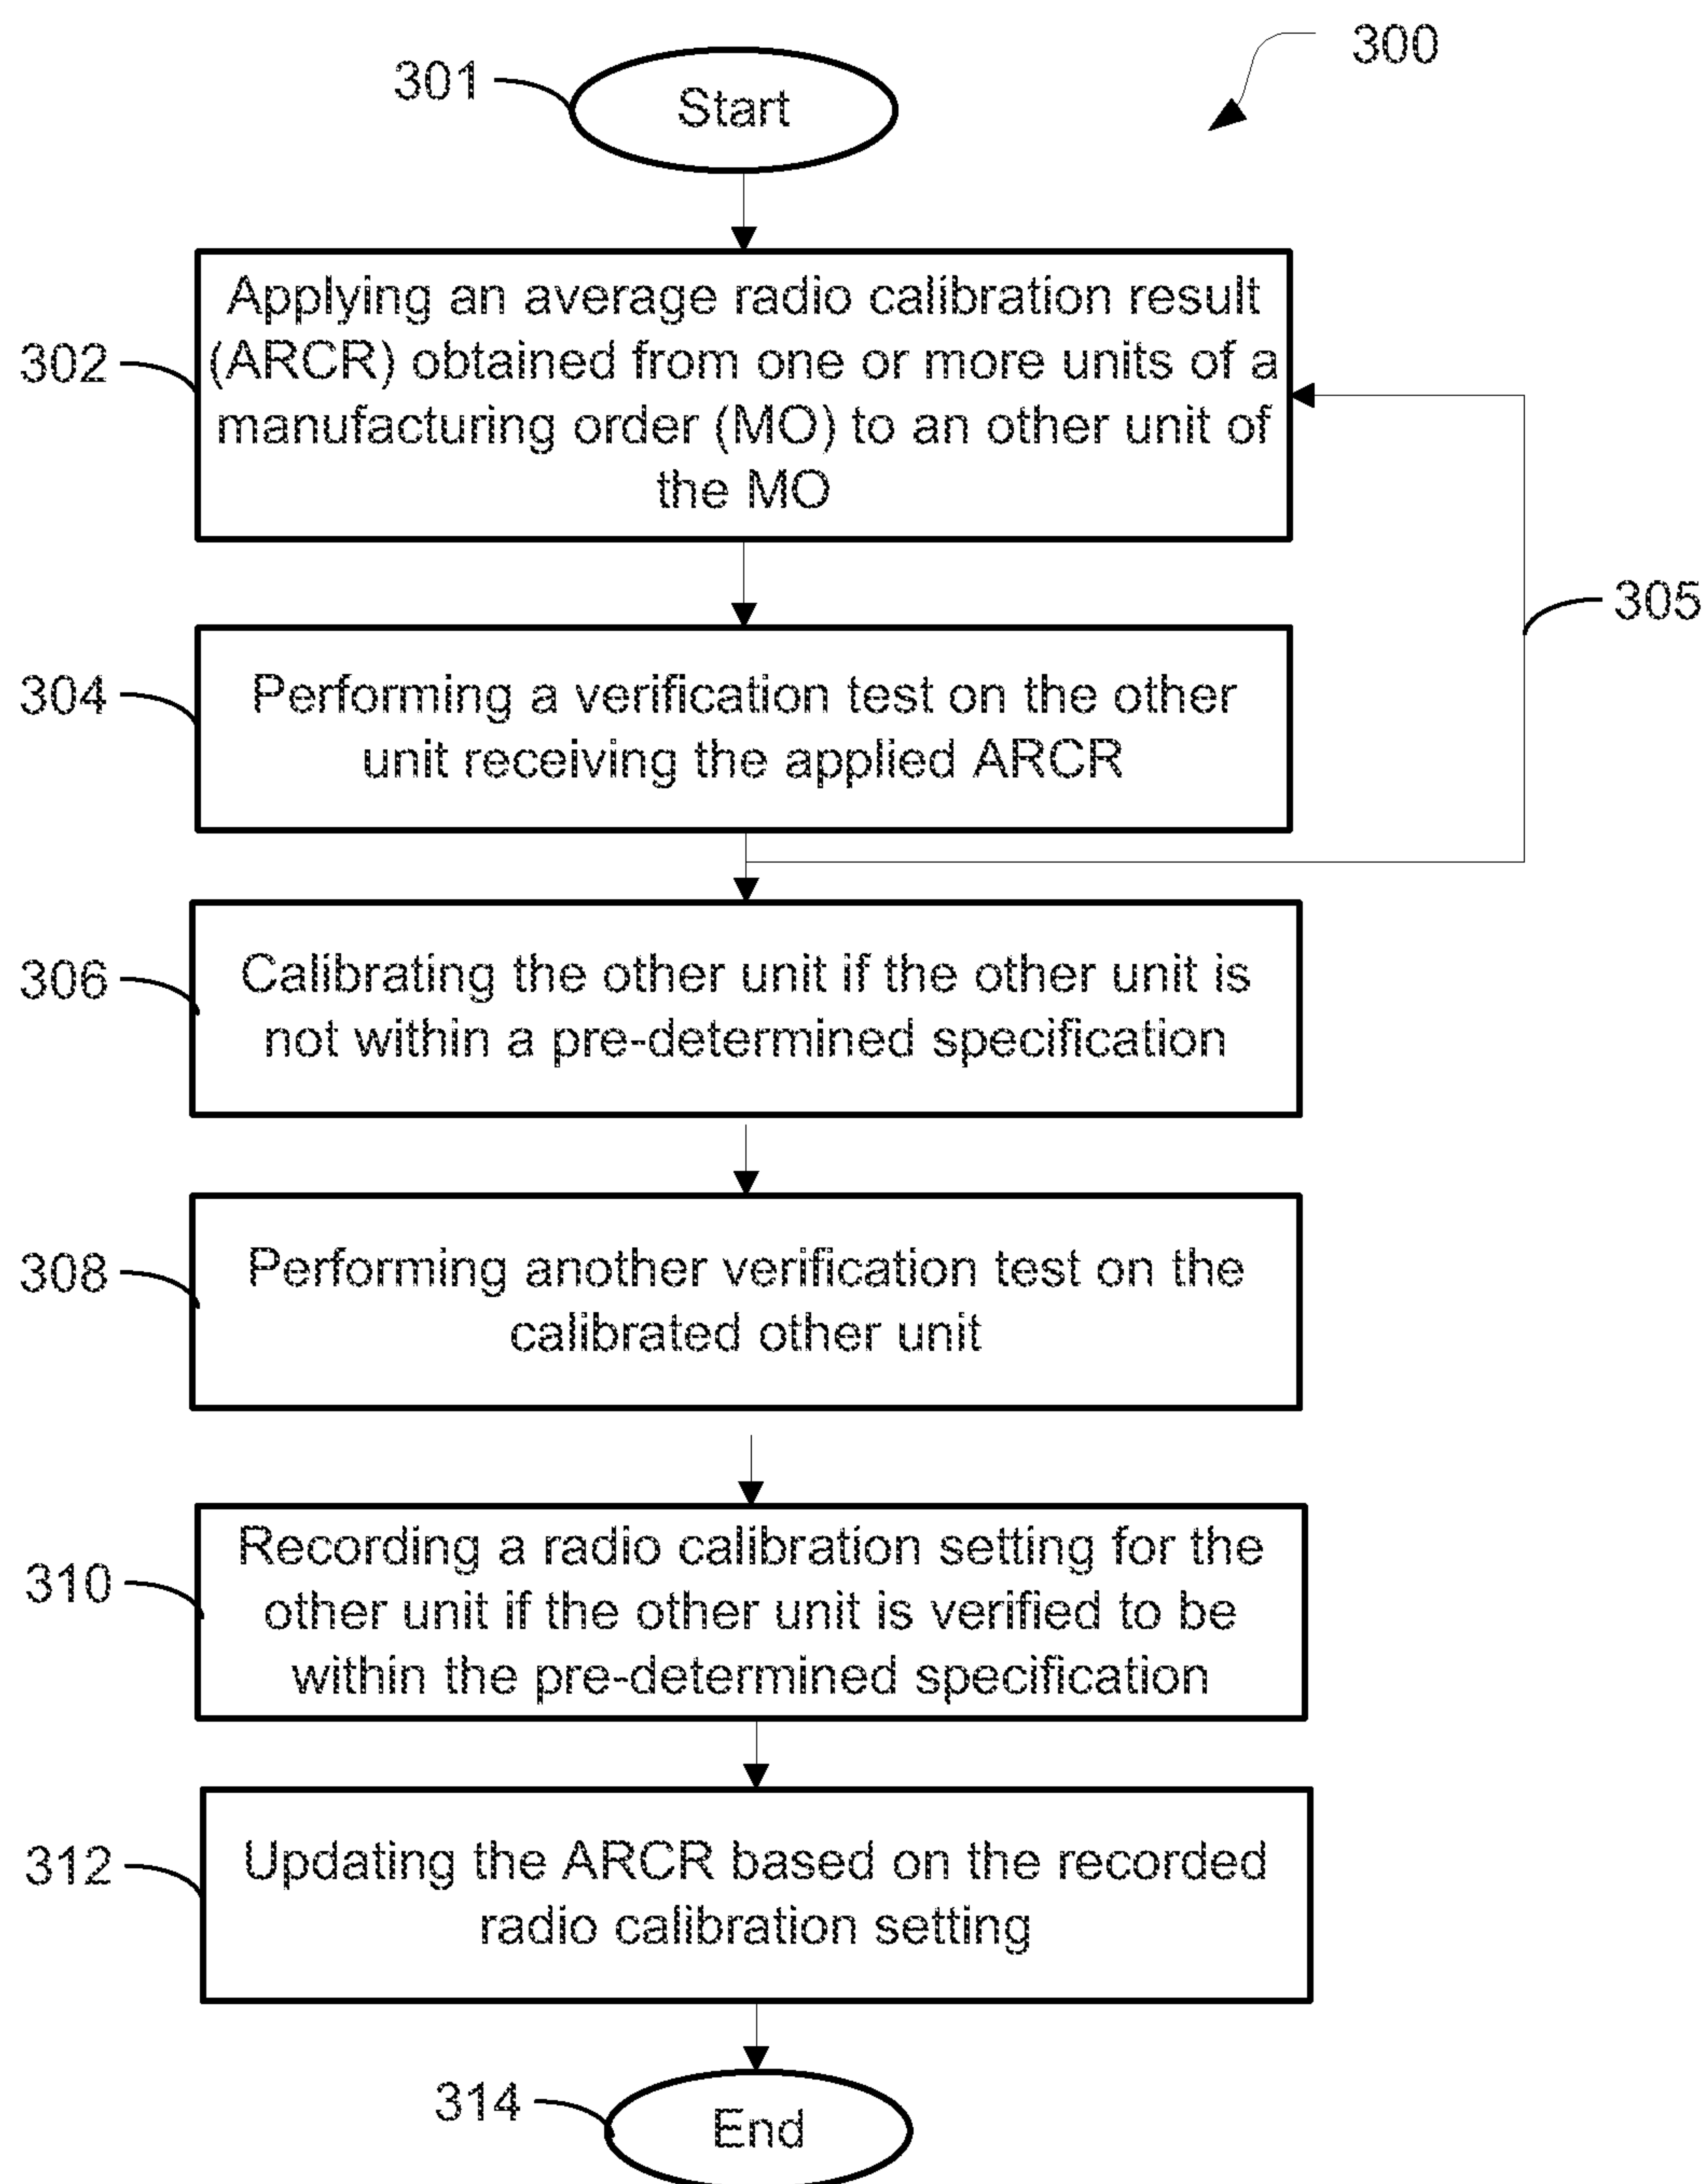 300
301
Start
302
Applying an average radio calibration result
(ARCR) obtained from one or more units of a
manufacturing order (MO) to an other unit of
the MO
305
304
Performing a verification test on the other
unit receiving the applied ARCR
306
Calibrating the other unit if the other unit is
not within a pre-determined specification
308
Performing another verification test on the
calibrated other unit
310
Recording a radio calibration setting for the
other unit if the other unit is verified to be
within the pre-determined specification
312
Updating the ARCR based on the recorded
radio calibration setting
314
End